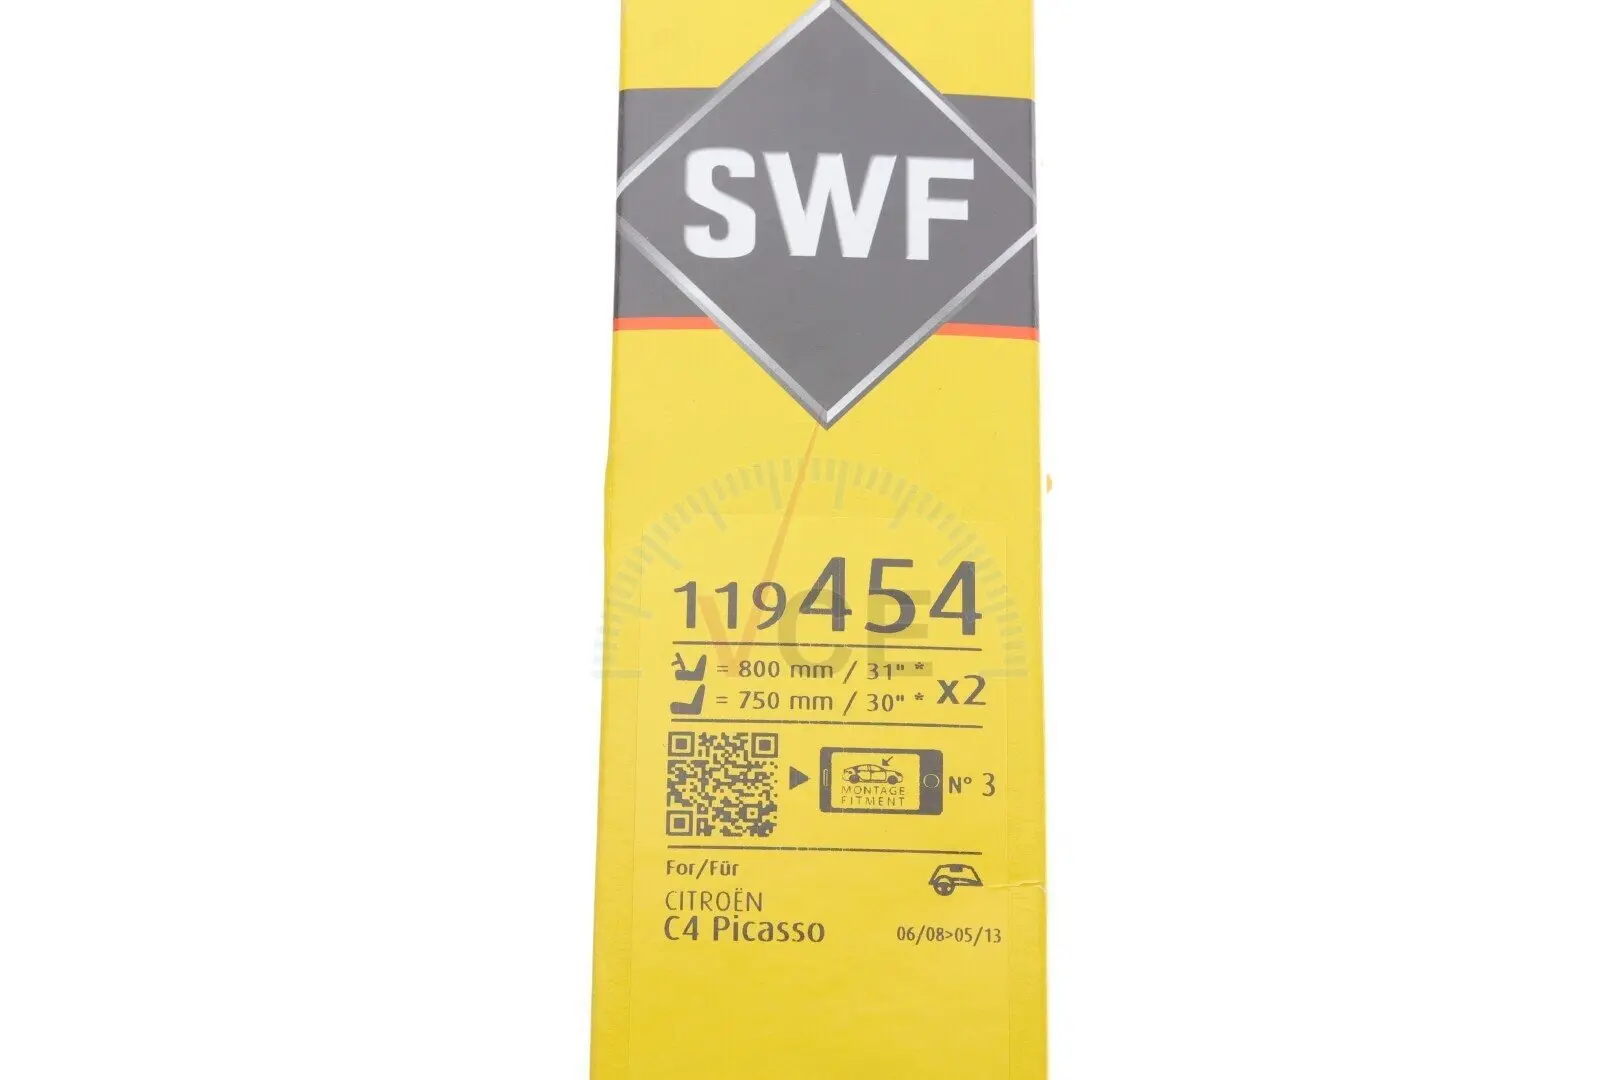 SWF
119454
VCE
= 800 mm / 31" *
= 750 mm / 30" *
x2
MONTAGE
FITMENT
N° 3
For/Für
CITROËN
C4 Picasso
06/08>05/13